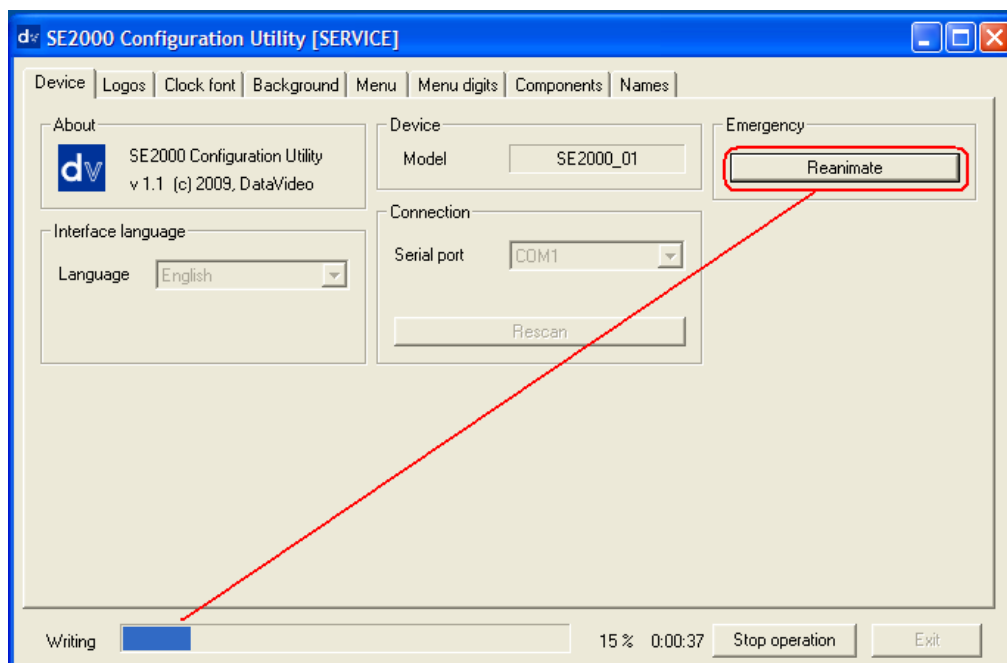 dv SE2000 Configuration Utility [SERVICE]
Device Logos Clock font Background Menu Menu digits Components Names
About
dv
SE2000 Configuration Utility
v 1.1 (c) 2009, DataVideo
Interface language
Language English
Device
Model SE2000_01
Connection
Serial port COM1
Rescan
Emergency
Reanimate
Writing 15 % 0:00:37 Stop operation Exit